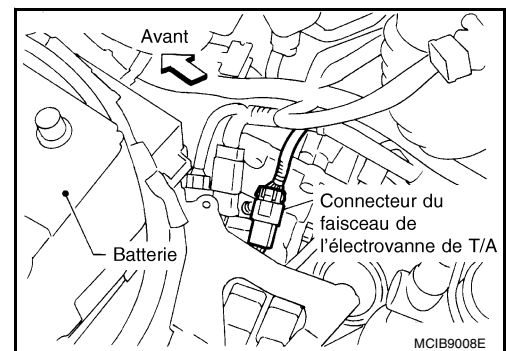 Avant
Connecteur du
faisceau de
l'électrovanne de T/A
Batterie
MCIB9008E